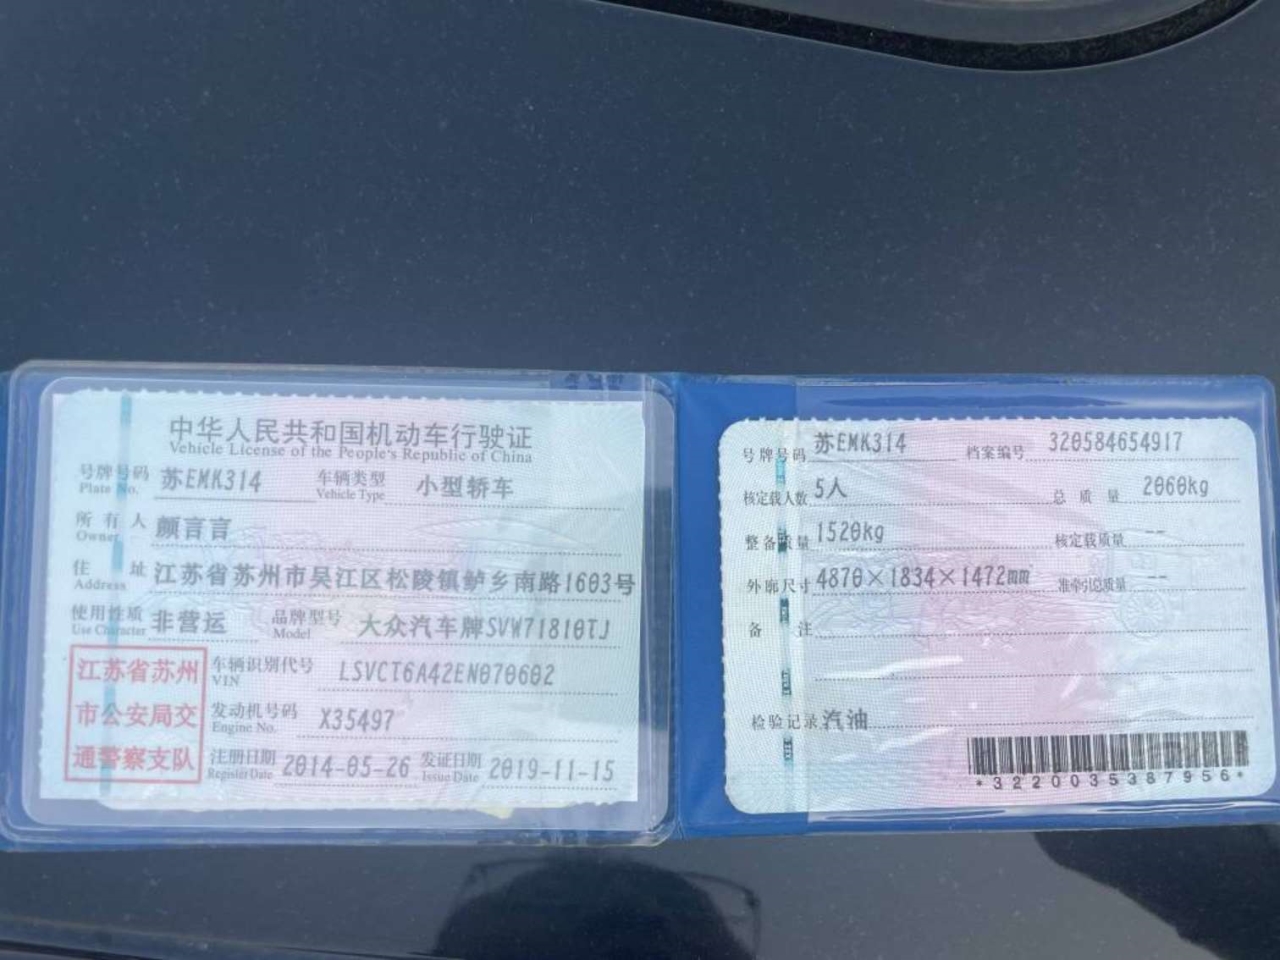 中华人民共和国机动车行驶证
Vehicle License of the People's Republic of China
号牌号码 苏EMK314 车辆类型 小型轿车
Plate No. Vehicle Type
所有人 颜言言
Owner
住址 江苏省苏州市吴江区松陵镇鲈乡南路1603号
Address
使用性质 非营运 品牌型号 大众汽车牌SVW71810TJ
Use Character Model
江苏省苏州
市公安局交
通警察支队
车辆识别代号 LSVCT6A42EN070602
VIN
发动机号码 X35497
Engine No.
注册日期 2014-05-26 发证日期 2019-11-15
Register Date Issue Date
号牌号码 苏EMK314 档案编号 320584654917
核定载人数 5人 总质量 2060kg
整备质量 1520kg 核定载质量 --
外廓尺寸 4870×1834×1472mm 准牵引总质量 --
备注
检验记录 汽油
*3220035387956*